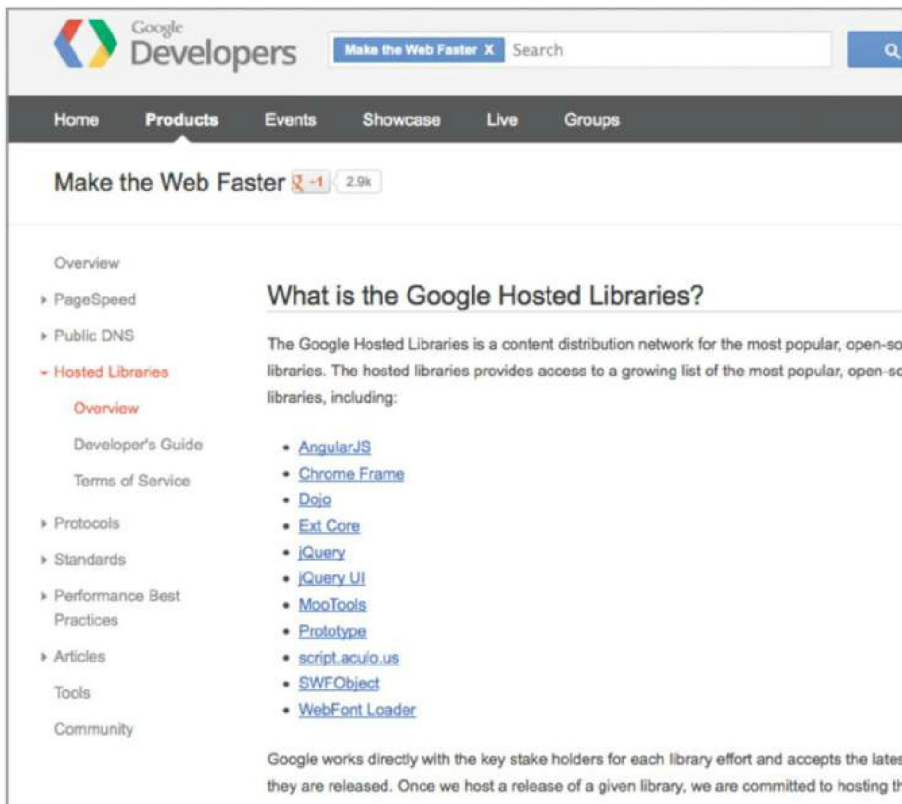 Google
Developers
Make the Web Faster X Search
Home Products Events Showcase Live Groups
Make the Web Faster +1 2.9k
Overview
PageSpeed
Public DNS
Hosted Libraries
Overview
Developer's Guide
Terms of Service
Protocols
Standards
Performance Best
Practices
Articles
Tools
Community
What is the Google Hosted Libraries?
The Google Hosted Libraries is a content distribution network for the most popular, open-so
libraries. The hosted libraries provides access to a growing list of the most popular, open-so
libraries, including:
AngularJS
Chrome Frame
Dojo
Ext Core
jQuery
jQuery UI
MooTools
Prototype
script.aculo.us
SWFObject
WebFont Loader
Google works directly with the key stake holders for each library effort and accepts the lates
they are released. Once we host a release of a given library, we are committed to hosting th